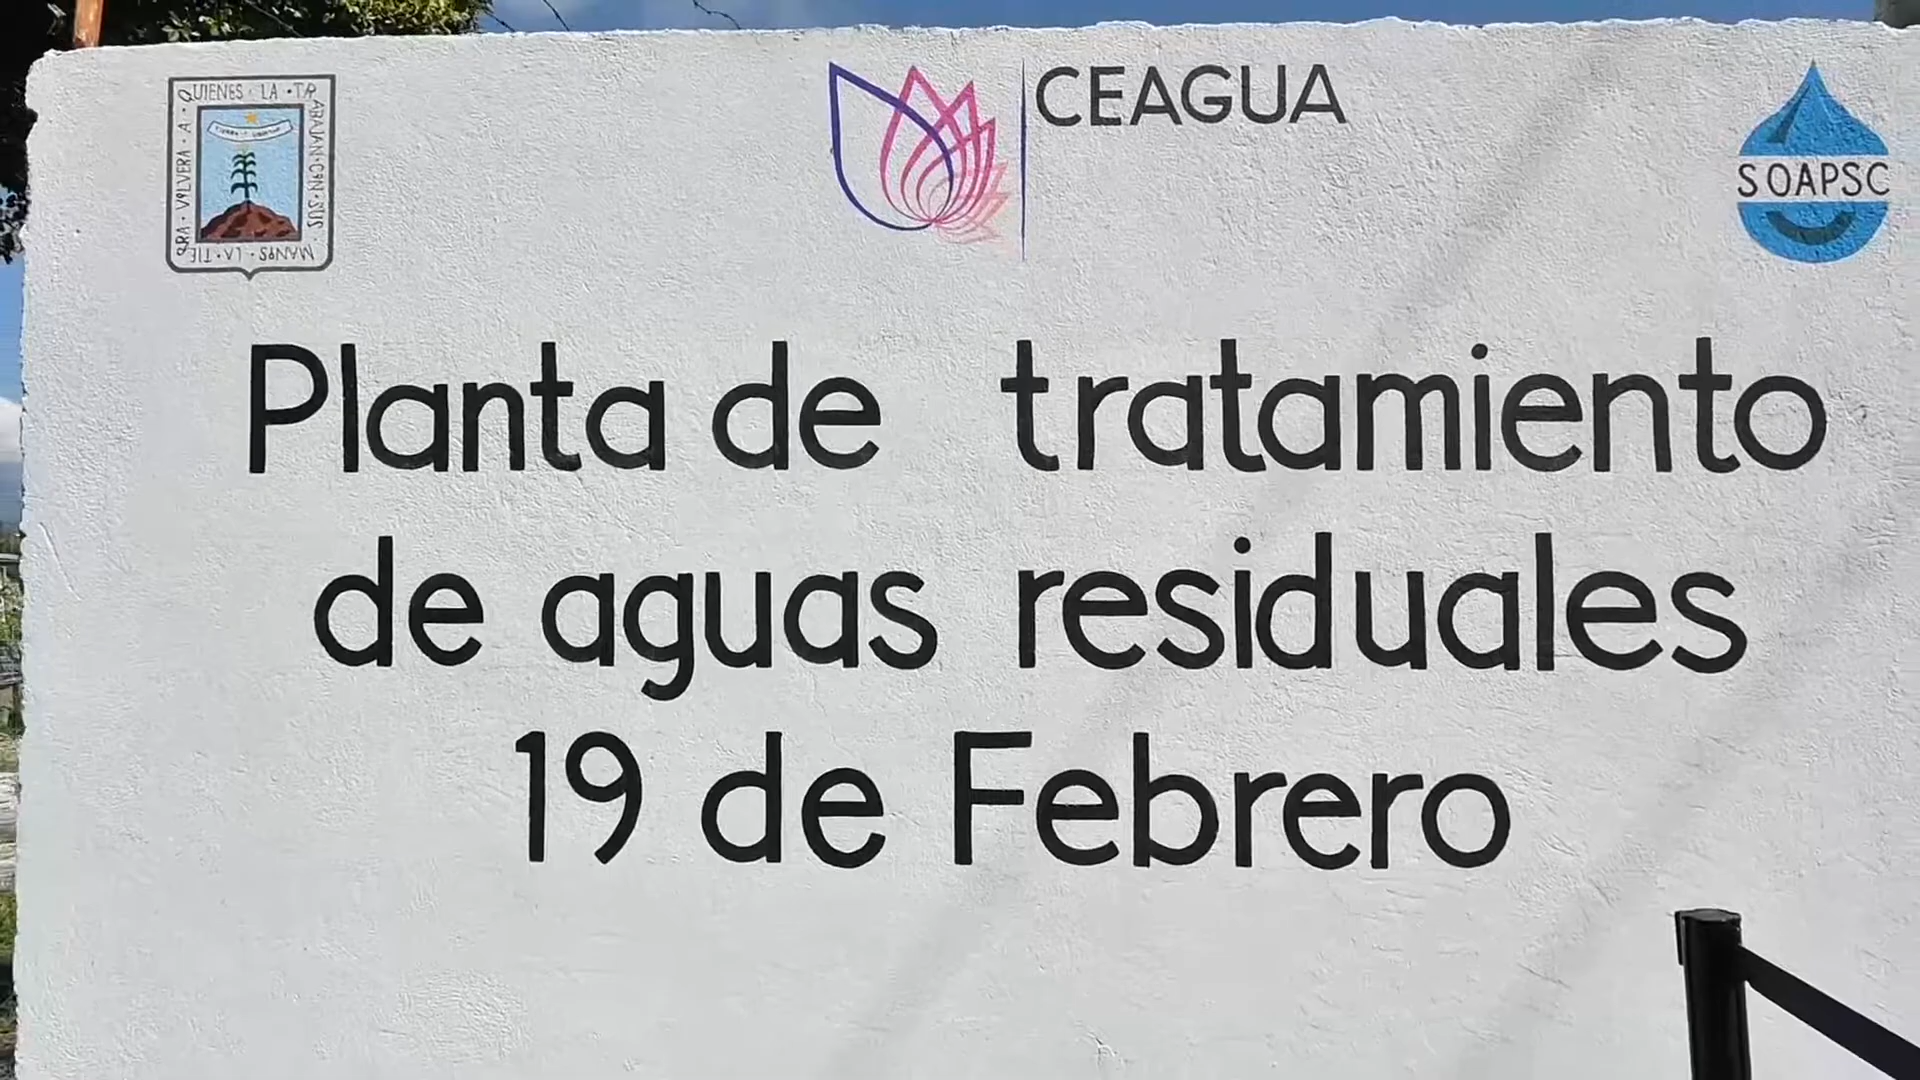 QUIENES · LA · TRABAJAN · CON · SUS · MANOS · LA · TIERRA · VOLVERA · A ·
CEAGUA
SOAPSC
Planta de tratamiento
de aguas residuales
19 de Febrero